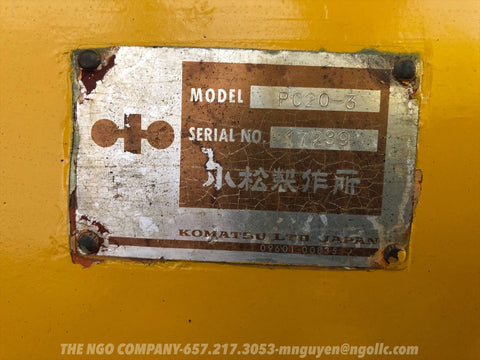 MODEL PC20-3
SERIAL NO. 17239
小松製作所
KOMATSU LTD JAPAN
THE NGO COMPANY-657.217.3053-mnguyen@ngollc.com